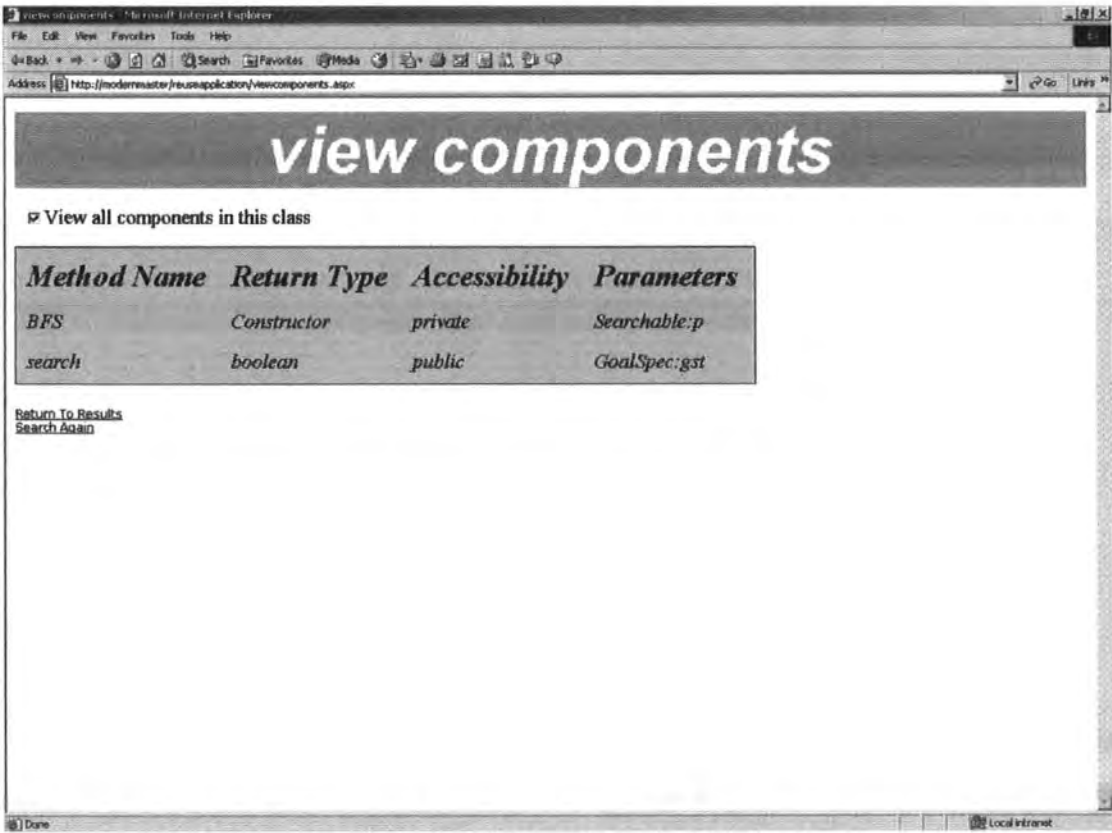 viewcomponents - Microsoft Internet Explorer
File Edit View Favorites Tools Help
Back Search Favorites Media
Address http://modernmaster/reuseapplication/viewcomponents.aspx Go Links »
view components
View all components in this class
Method Name Return Type Accessibility Parameters
BFS Constructor private Searchable:p
search boolean public GoalSpec:gst
Return To Results
Search Again
Done Local intranet